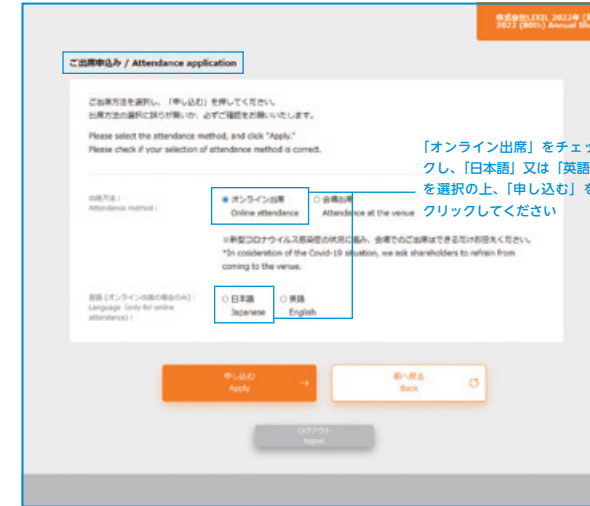 株式会社LIXIL 2022年
2022 (80th) Annual
ご出席申込み / Attendance application
ご出席方法を選択し、「申し込む」を押してください。
出席方法の選択に誤りが無いか、必ずご確認をお願いいたします。
Please select the attendance method, and click "Apply."
Please check if your selection of attendance method is correct.
「オンライン出席」をチェッ
クし、「日本語」又は「英語
を選択の上、「申し込む」を
クリックしてください
出席方法：
Attendance method :
オンライン出席
Online attendance
会場出席
Attendance at the venue
※新型コロナウイルス感染症の状況に鑑み、会場でのご出席はできるだけお控えください。
*In cosideration of the Covid-19 situation, we ask shareholders to refrain from
coming to the venue.
言語 (オンライン出席の場合のみ)：
Language (only for online
attendance) :
日本語
Japanese
英語
English
申し込む
Apply
前へ戻る
Back
ログアウト
logout